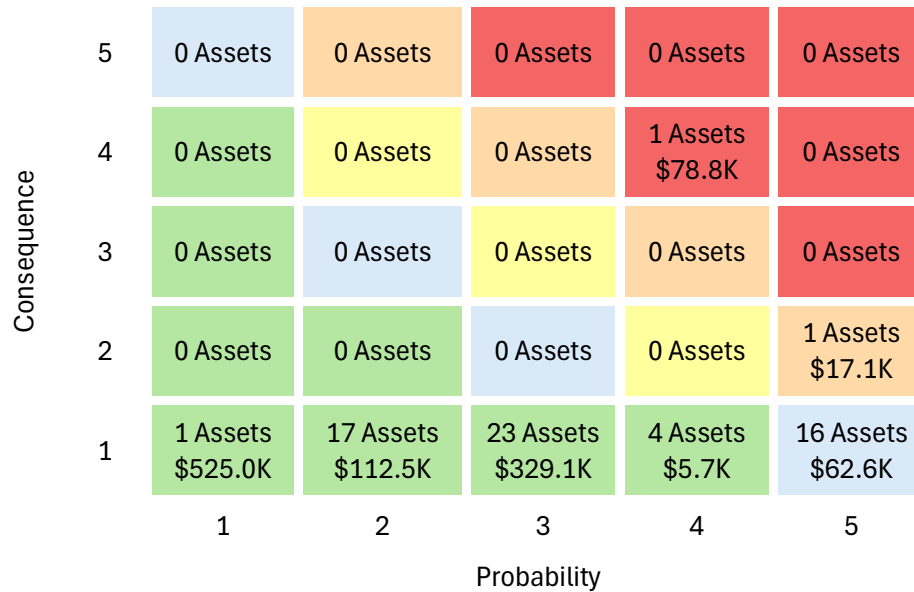 Consequence
5
0 Assets
0 Assets
0 Assets
0 Assets
0 Assets
4
0 Assets
0 Assets
0 Assets
1 Assets
$78.8K
0 Assets
3
0 Assets
0 Assets
0 Assets
0 Assets
0 Assets
2
0 Assets
0 Assets
0 Assets
0 Assets
1 Assets
$17.1K
1
1 Assets
$525.0K
17 Assets
$112.5K
23 Assets
$329.1K
4 Assets
$5.7K
16 Assets
$62.6K
1
2
3
4
5
Probability